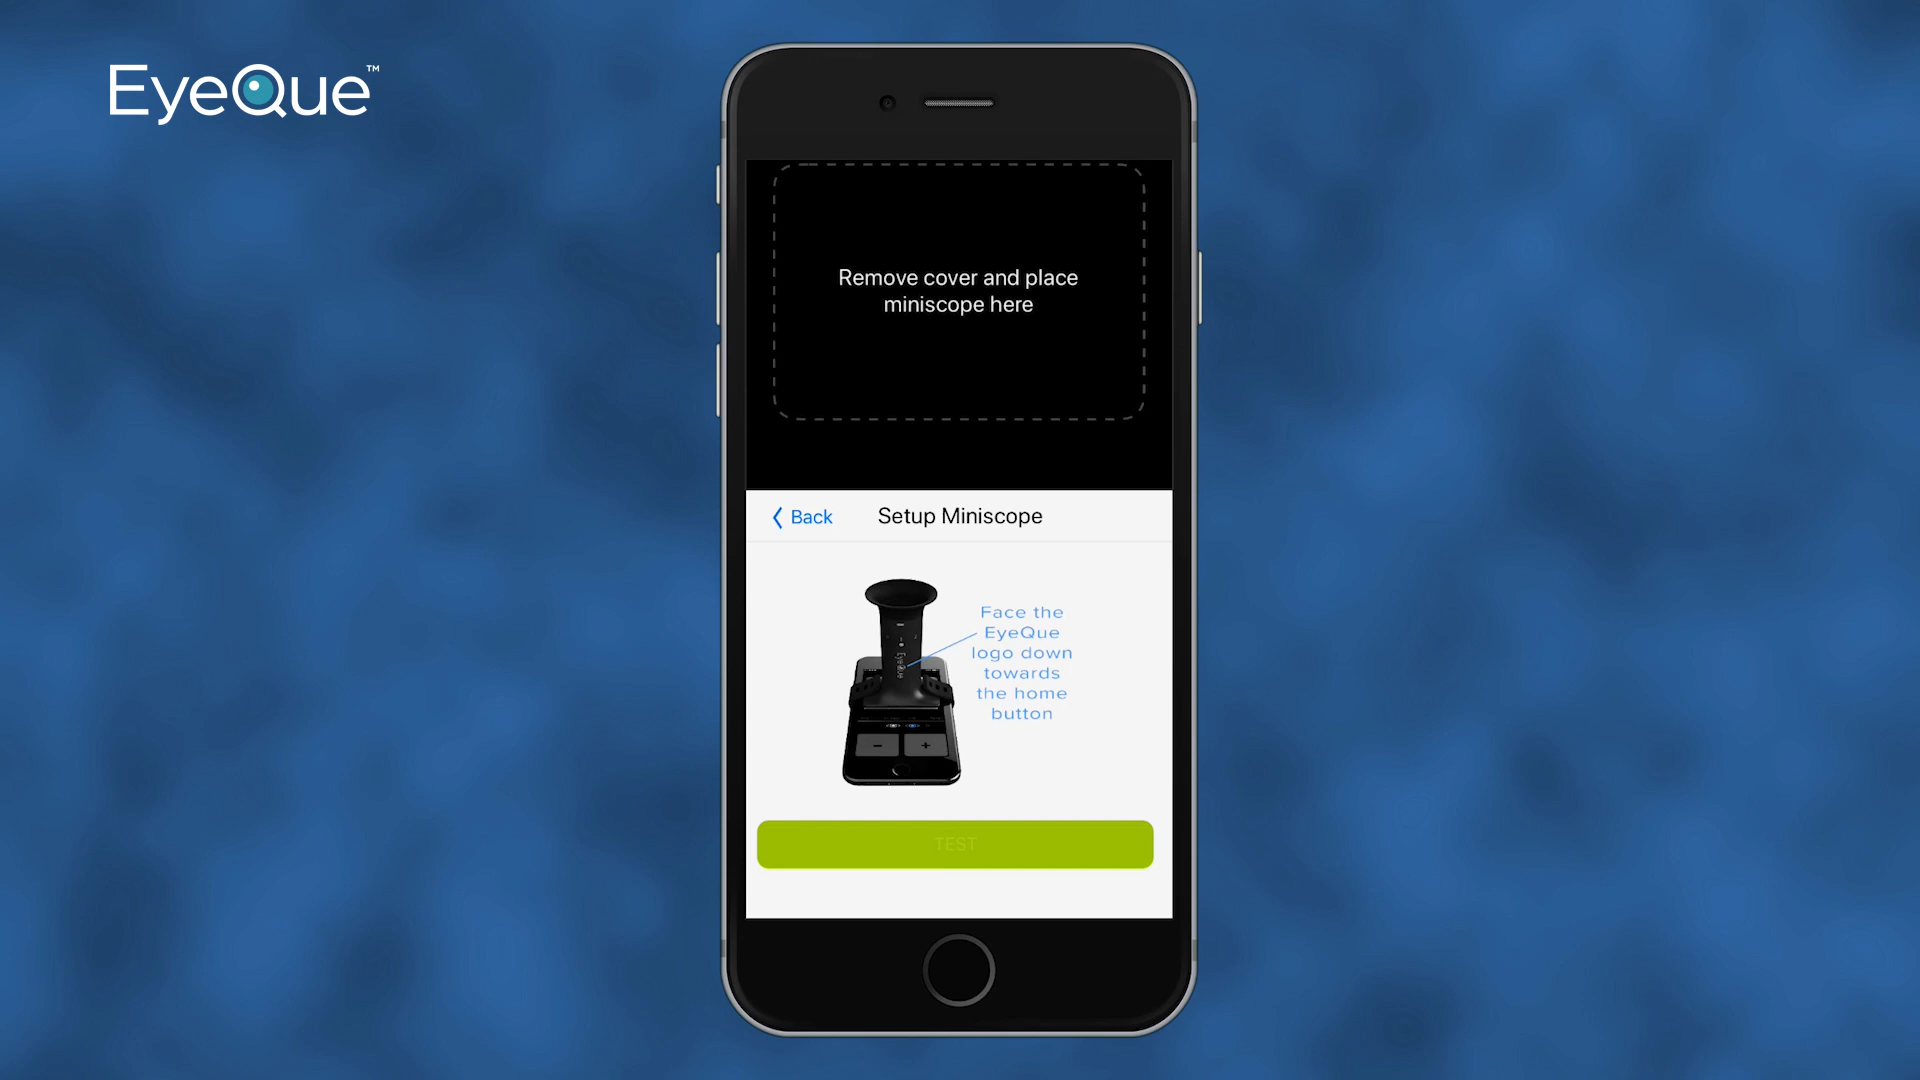 EyeQue™
Remove cover and place
miniscope here
Back
Setup Miniscope
Face the
EyeQue
logo down
towards
the home
button
EyeQue
− +
TEST